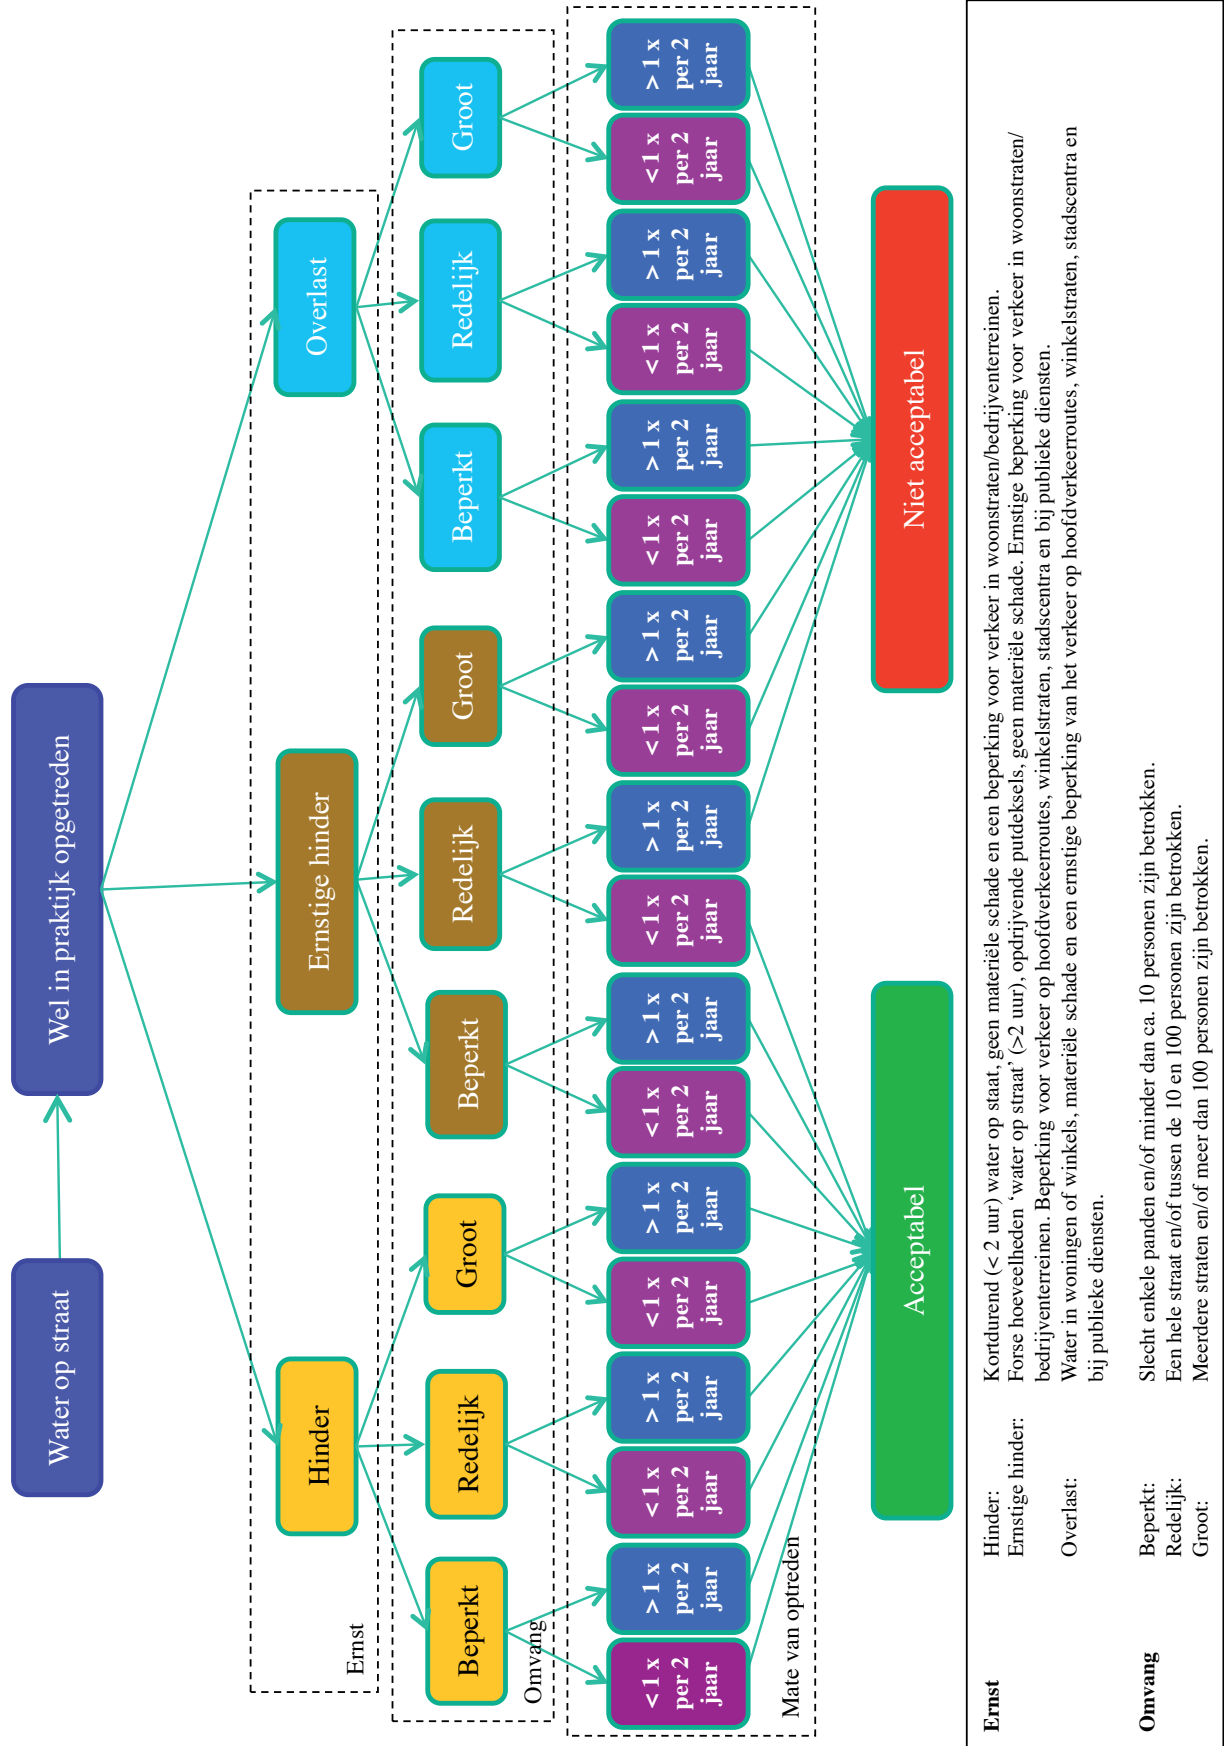 Water op straat
Wel in praktijk opgetreden
Hinder
Ernstige hinder
Overlast
Ernst
Beperkt
Redelijk
Groot
Beperkt
Redelijk
Groot
Beperkt
Redelijk
Groot
Omvang
< 1 x
per 2
jaar
> 1 x
per 2
jaar
< 1 x
per 2
jaar
> 1 x
per 2
jaar
< 1 x
per 2
jaar
> 1 x
per 2
jaar
< 1 x
per 2
jaar
> 1 x
per 2
jaar
< 1 x
per 2
jaar
> 1 x
per 2
jaar
< 1 x
per 2
jaar
> 1 x
per 2
jaar
< 1 x
per 2
jaar
> 1 x
per 2
jaar
< 1 x
per 2
jaar
> 1 x
per 2
jaar
< 1 x
per 2
jaar
> 1 x
per 2
jaar
Mate van optreden
Acceptabel
Niet acceptabel
Ernst Hinder: Kortdurend (< 2 uur) water op staat, geen materiële schade en een beperking voor verkeer in woonstraten/bedrijventerreinen.
Ernstige hinder: Forse hoeveelheden ‘water op straat’ (>2 uur), opdrijvende putdeksels, geen materiële schade. Ernstige beperking voor verkeer in woonstraten/
bedrijventerreinen. Beperking voor verkeer op hoofdverkeerroutes, winkelstraten, stadscentra en bij publieke diensten.
Overlast: Water in woningen of winkels, materiële schade en een ernstige beperking van het verkeer op hoofdverkeerroutes, winkelstraten, stadscentra en
bij publieke diensten.
Omvang Beperkt: Slecht enkele panden en/of minder dan ca. 10 personen zijn betrokken.
Redelijk: Een hele straat en/of tussen de 10 en 100 personen zijn betrokken.
Groot: Meerdere straten en/of meer dan 100 personen zijn betrokken.